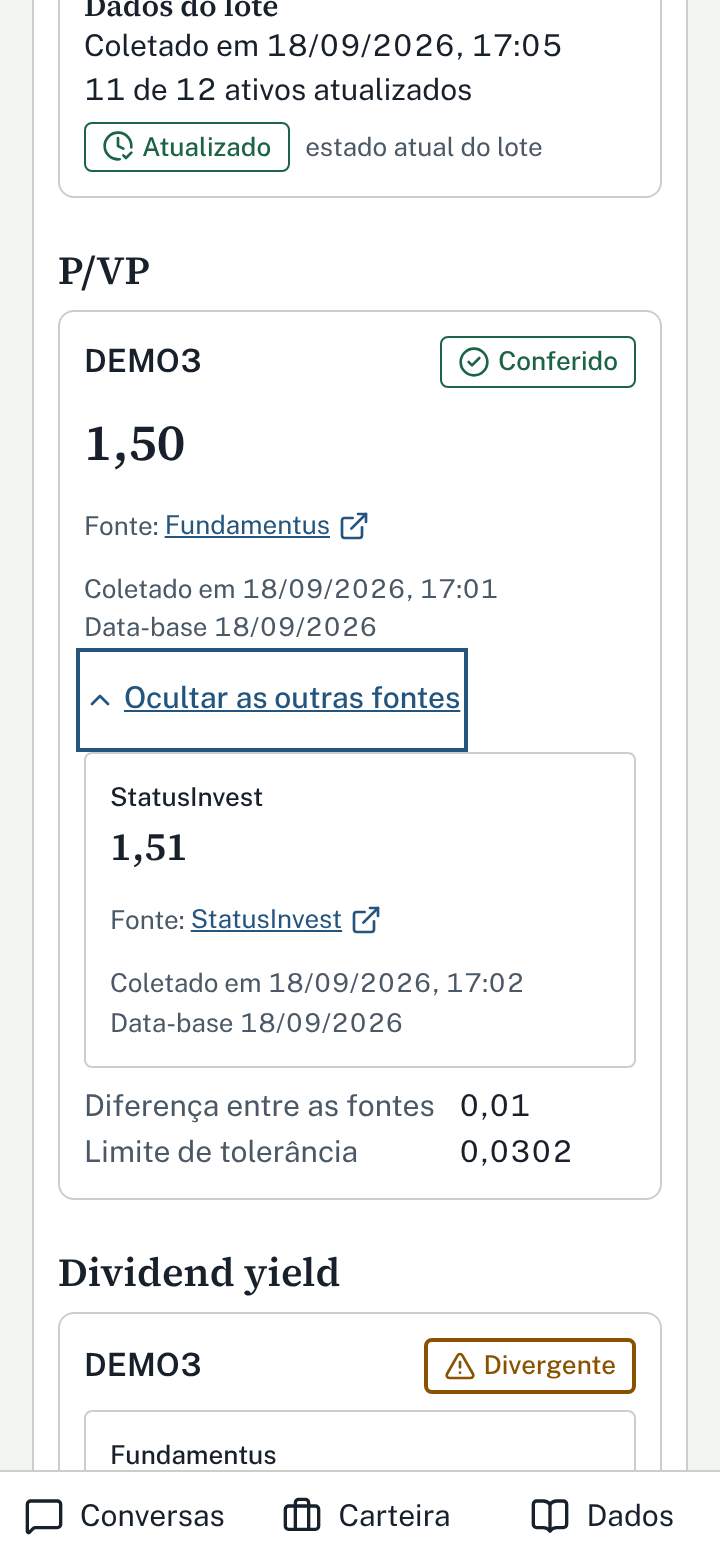 Dados do lote
Coletado em 18/09/2026, 17:05
11 de 12 ativos atualizados
Atualizado estado atual do lote
P/VP
DEMO3 Conferido
1,50
Fonte: Fundamentus
Coletado em 18/09/2026, 17:01
Data-base 18/09/2026
Ocultar as outras fontes
StatusInvest
1,51
Fonte: StatusInvest
Coletado em 18/09/2026, 17:02
Data-base 18/09/2026
Diferença entre as fontes 0,01
Limite de tolerância 0,0302
Dividend yield
DEMO3 Divergente
Fundamentus
Conversas Carteira Dados